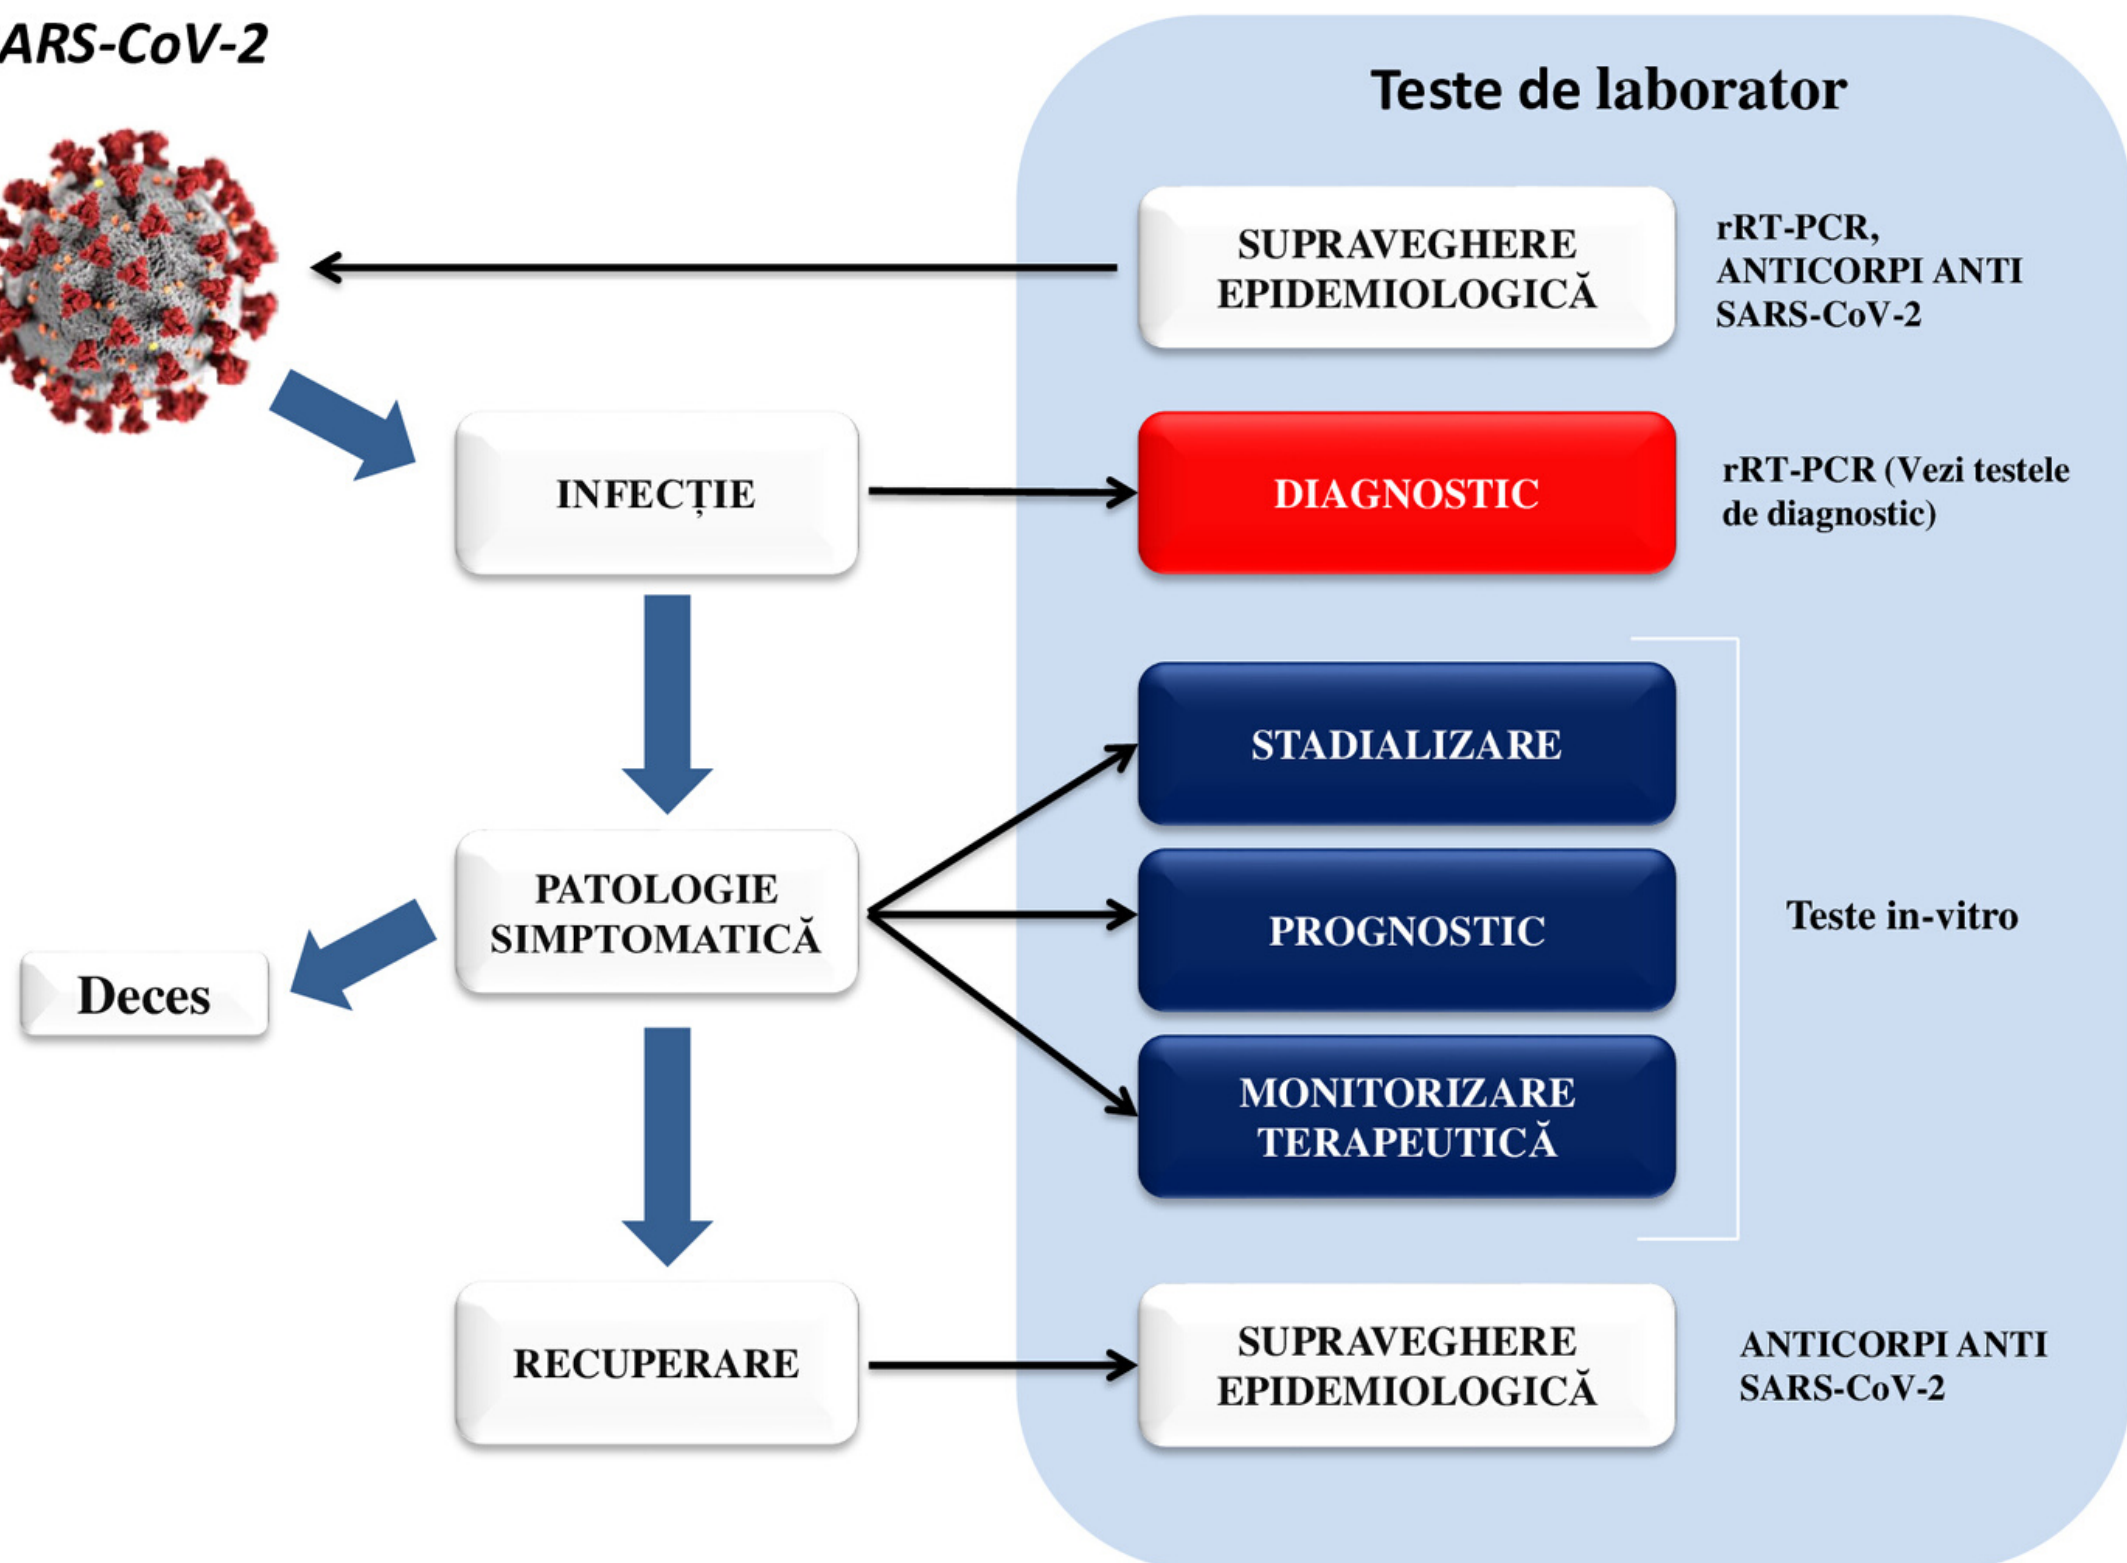 ARS-CoV-2
Teste de laborator
SUPRAVEGHERE
EPIDEMIOLOGICĂ
rRT-PCR,
ANTICORPI ANTI
SARS-CoV-2
INFECȚIE
DIAGNOSTIC
rRT-PCR (Vezi testele
de diagnostic)
STADIALIZARE
PATOLOGIE
SIMPTOMATICĂ
PROGNOSTIC
Teste in-vitro
Deces
MONITORIZARE
TERAPEUTICĂ
RECUPERARE
SUPRAVEGHERE
EPIDEMIOLOGICĂ
ANTICORPI ANTI
SARS-CoV-2